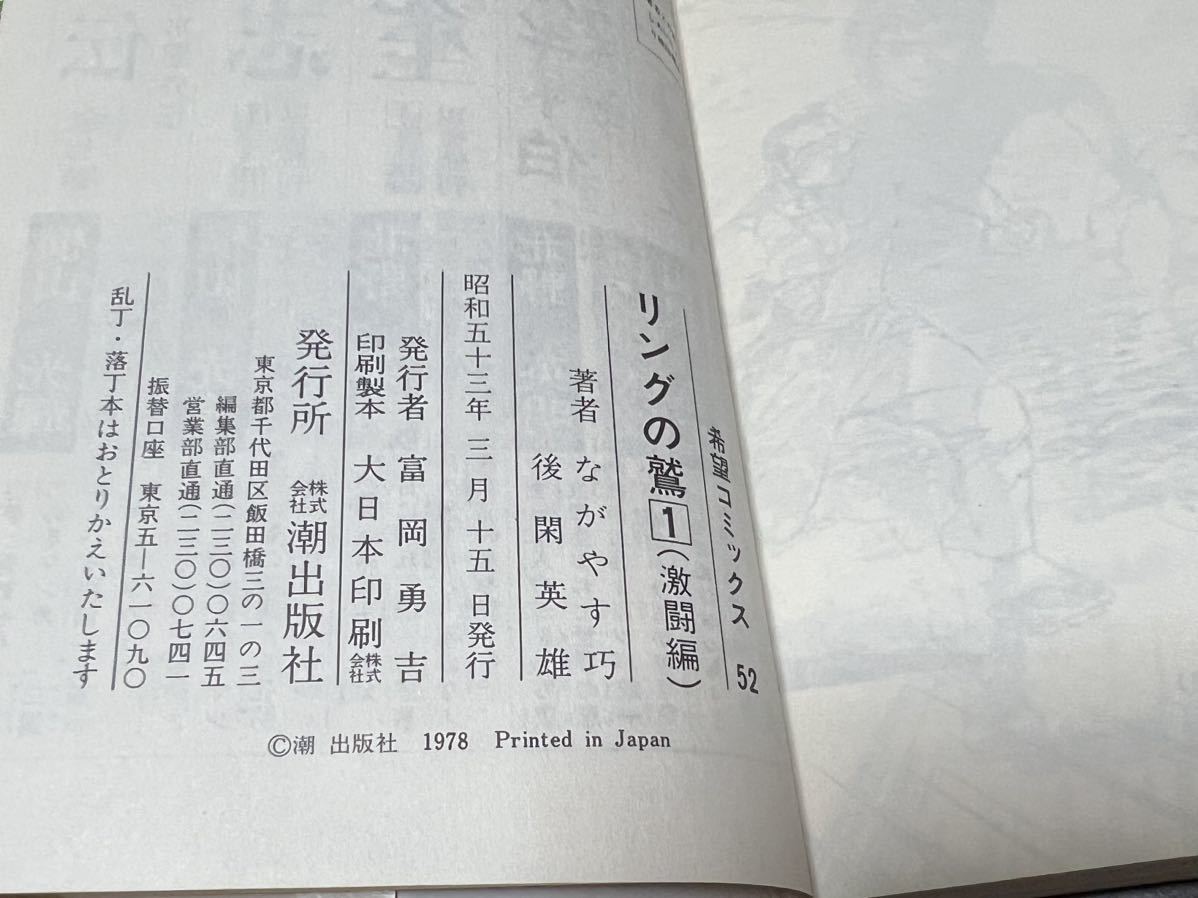 希望コミックス 52
リングの鷲 1 (激闘編)
著者 ながやす巧
後閑英雄
昭和五十三年 三月 十五日発行
発行者 富岡勇吉
印刷製本 大日本印刷株式会社
発行所 株式会社 潮出版社
東京都千代田区飯田橋三の一の三
編集部直通(二三〇)〇六四五
営業部直通(二三〇)〇七四一
振替口座 東京五―六一〇九〇
乱丁・落丁本はおとりかえいたします
©潮 出版社 1978 Printed in Japan